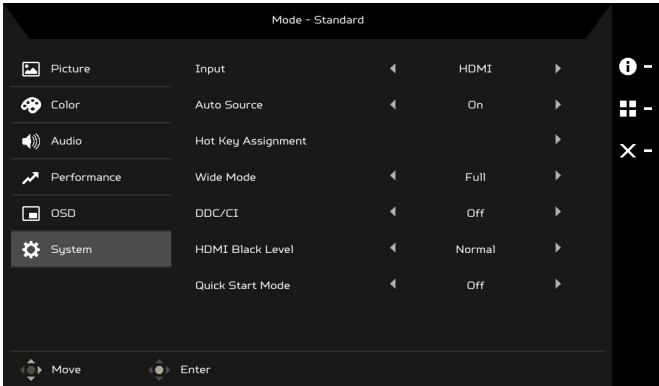 Mode - Standard
Picture
Input HDMI
Color
Auto Source On
Audio
Hot Key Assignment
Performance
Wide Mode Full
OSD
DDC/CI Off
System
HDMI Black Level Normal
Quick Start Mode Off
Move Enter